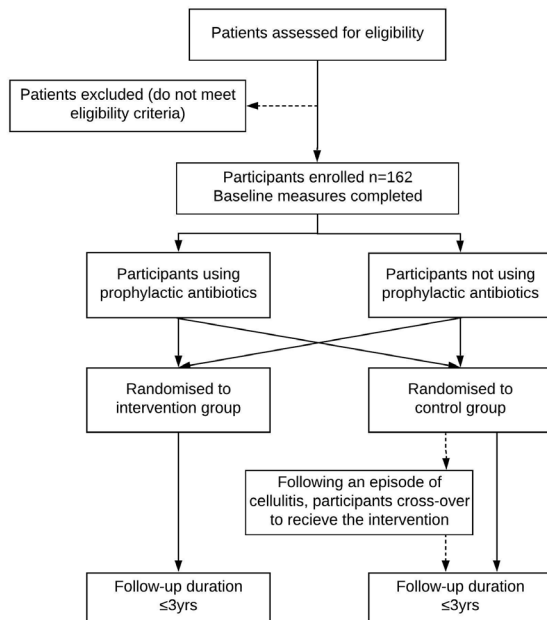 Patients assessed for eligibility
Patients excluded (do not meet
eligibility criteria)
Participants enrolled n=162
Baseline measures completed
Participants using
prophylactic antibiotics
Participants not using
prophylactic antibiotics
Randomised to
intervention group
Randomised to
control group
Following an episode of
cellulitis, participants cross-over
to recieve the intervention
Follow-up duration
≤3yrs
Follow-up duration
≤3yrs